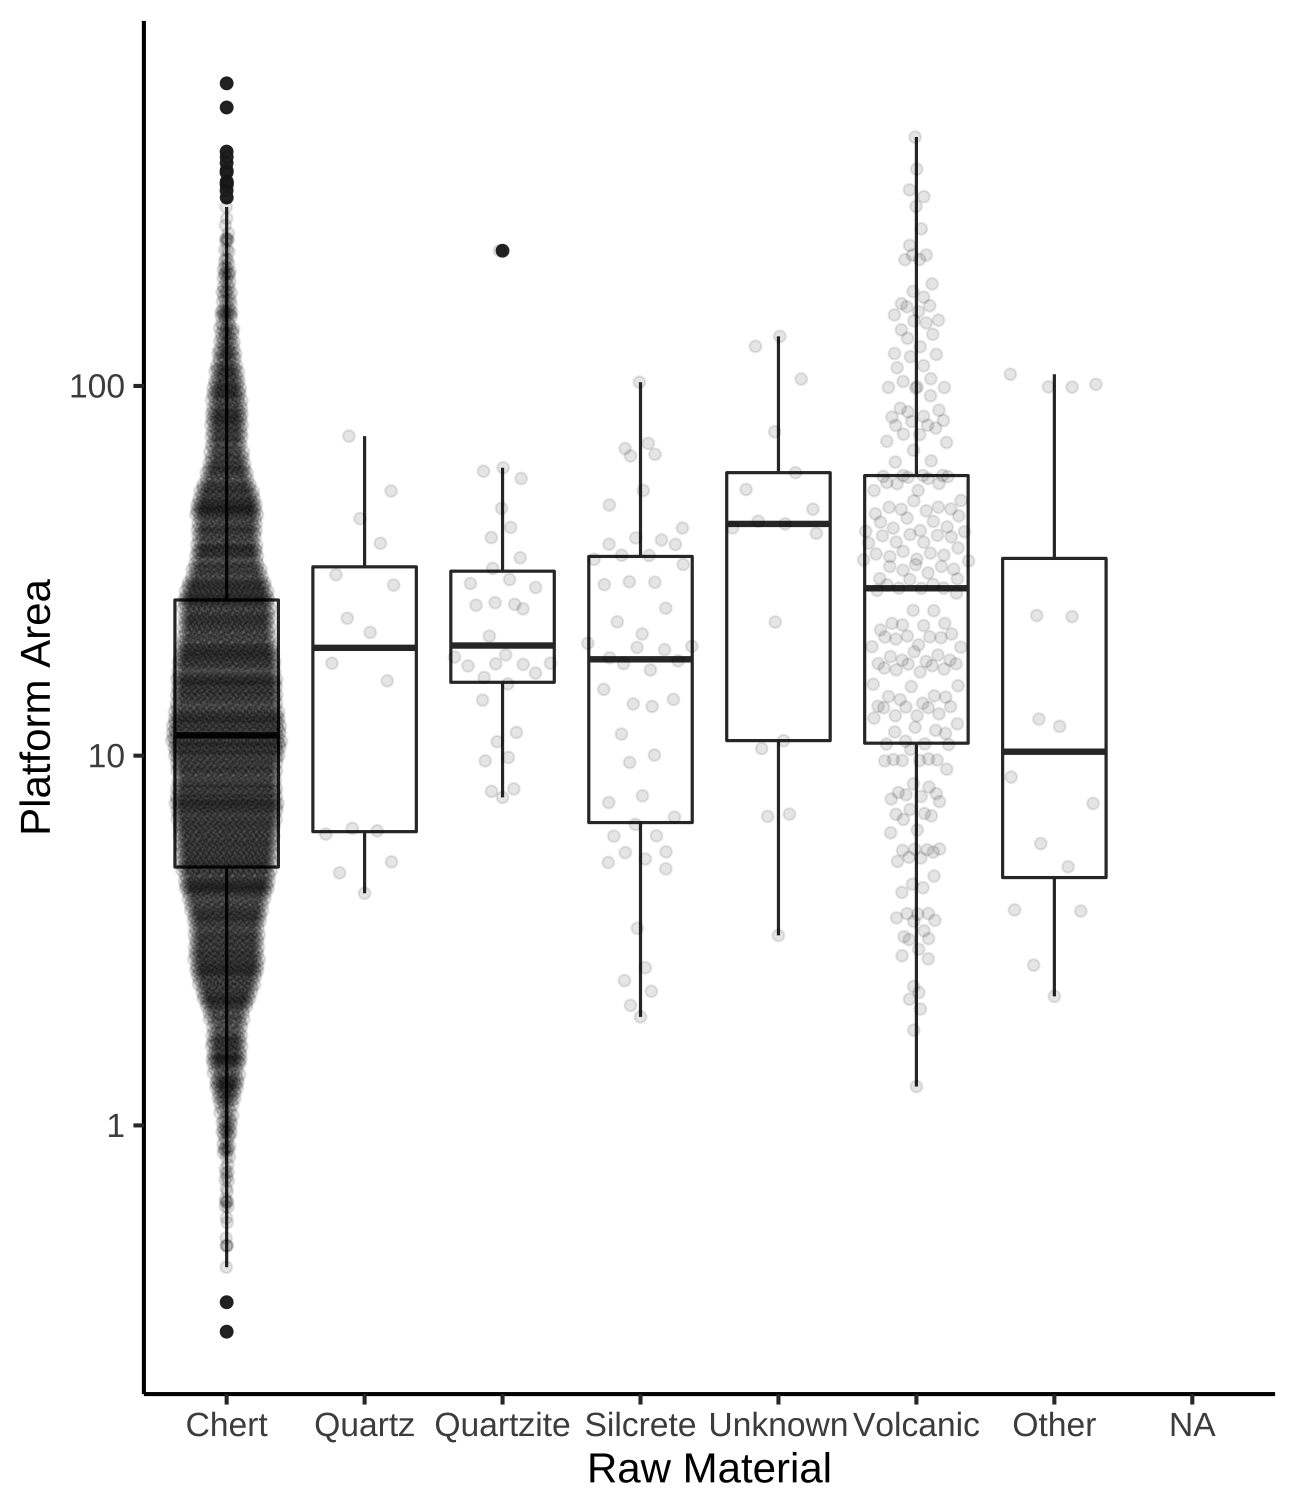 Platform Area
100
10
1
Chert Quartz Quartzite Silcrete Unknown Volcanic Other NA
Raw Material